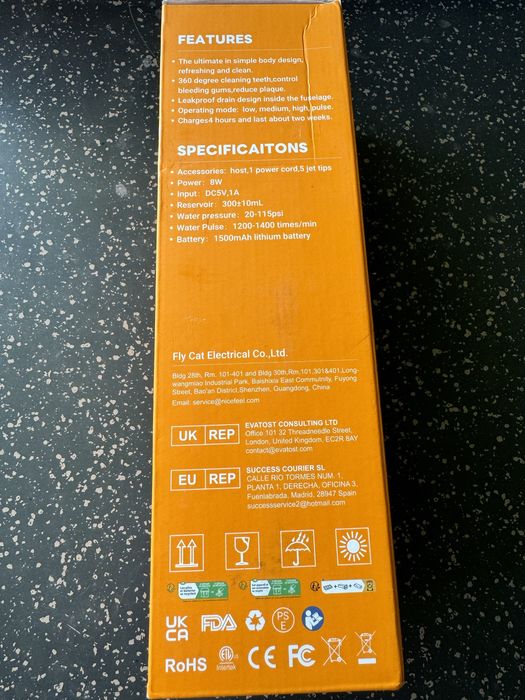 FEATURES
• The ultimate in simple body design,
refreshing and clean.
• 360 degree cleaning teeth,control
bleeding gums,reduce plaque.
• Leakproof drain design inside the fuselage.
• Operating mode: low, medium, high, pulse.
• Charges4 hours and last about two weeks.
SPECIFICAITONS
• Accessories: host,1 power cord,5 jet tips
• Power: 8W
• Input: DC5V,1A
• Reservoir: 300±10mL
• Water pressure: 20-115psi
• Water Pulse: 1200-1400 times/min
• Battery: 1500mAh lithium battery
Fly Cat Electrical Co.,Ltd.
Bldg 28th, Rm. 101-401 and Bldg 30th,Rm,101,301&401,Long-
wangmiao Industrial Park, Baishixia East Commutnity, Fuyong
Street, Bao'an District,Shenzhen, Guangdong, China
Email: service@nicefeel.com
UK REP
EVATOST CONSULTING LTD
Office 101 32 Threadneedle Street,
London, United Kingdom, EC2R 8AY
contact@evatost.com
EU REP
SUCCESS COURIER SL
CALLE RIO TORMES NUM. 1,
PLANTA 1, DERECHA, OFICINA 3,
Fuenlabrada, Madrid, 28947 Spain
successservice2@hotmail.com
UK
CA
FDA
PS
E
RoHS
ETL
Intertek
CE
FC